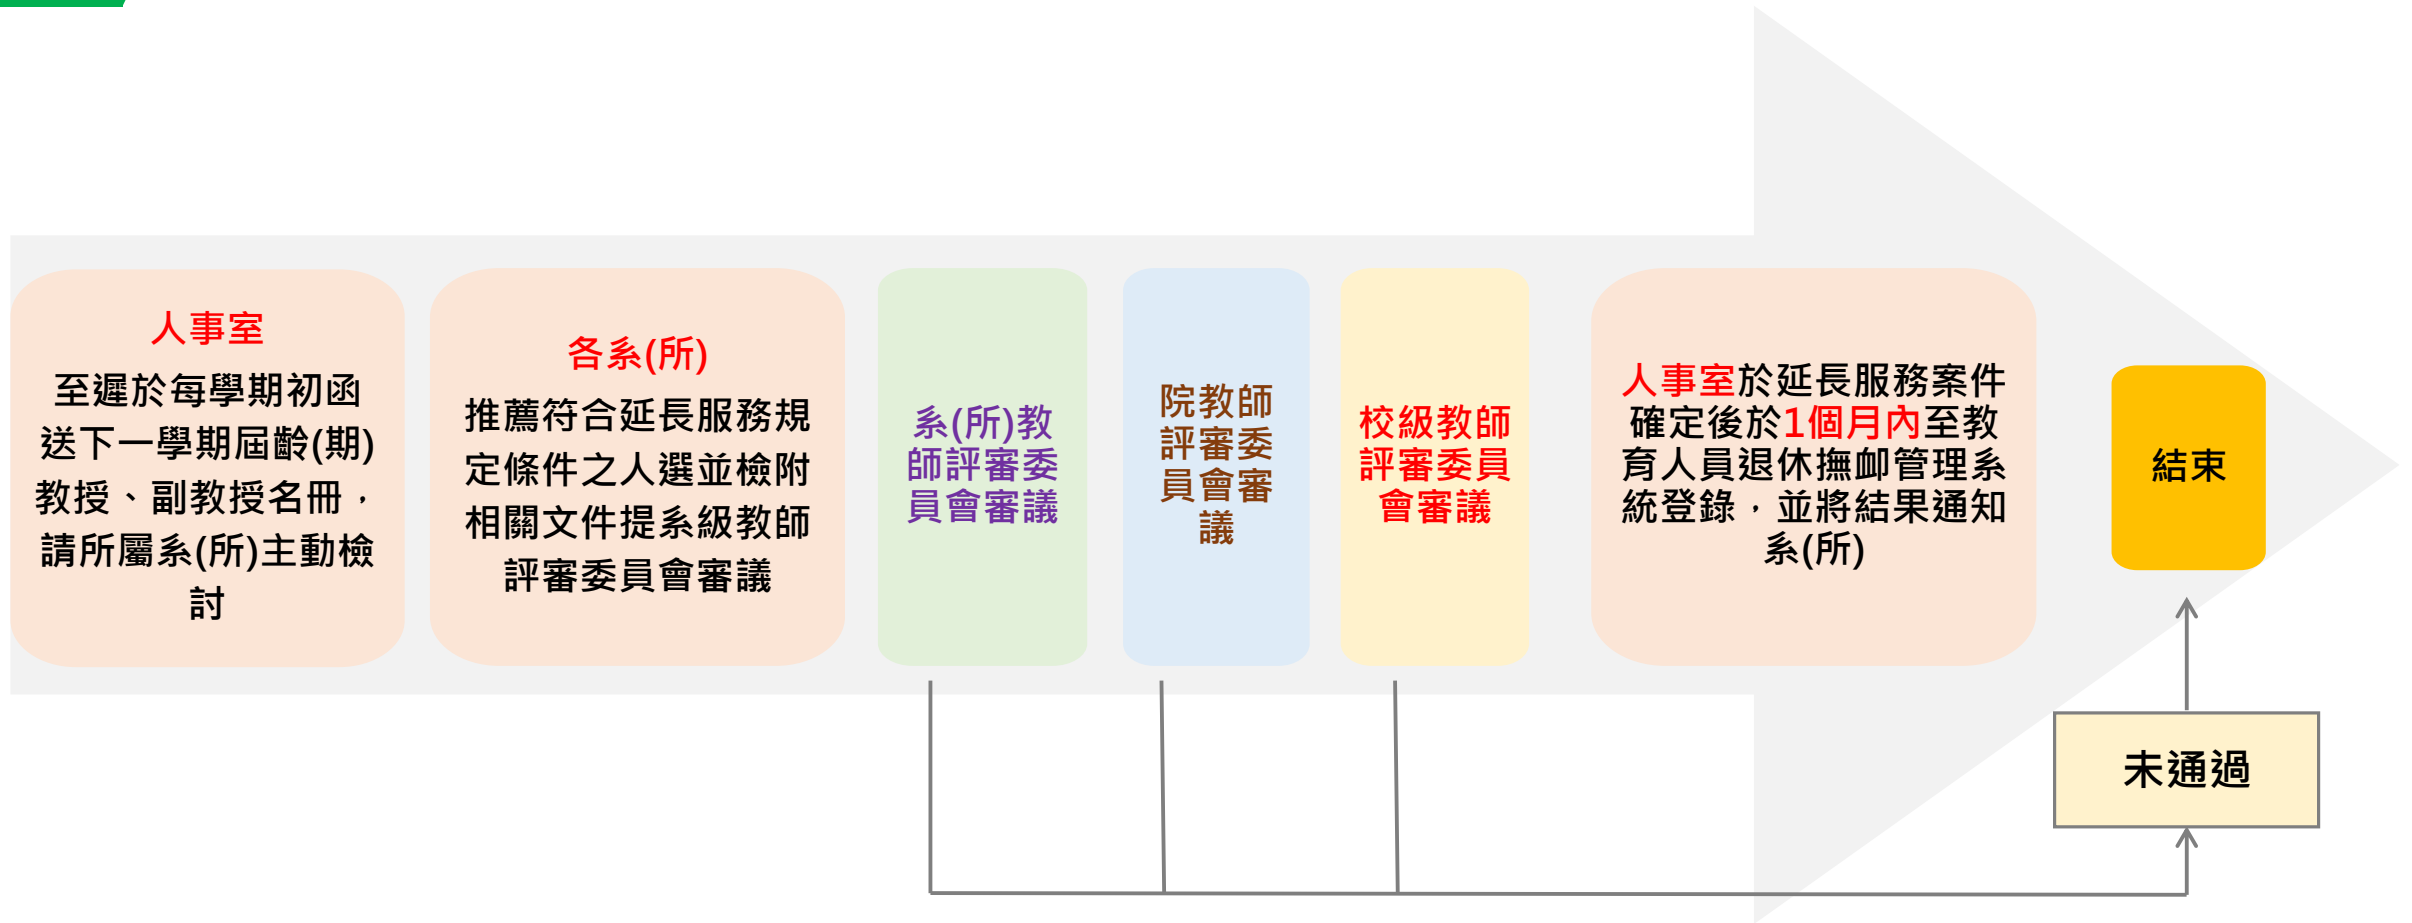 人事室
至遲於每學期初函
送下一學期屆齡(期)
教授、副教授名冊，
請所屬系(所)主動檢
討
各系(所)
推薦符合延長服務規
定條件之人選並檢附
相關文件提系級教師
評審委員會審議
系(所)教
師評審委
員會審議
院教師
評審委
員會審
議
校級教師
評審委員
會審議
人事室於延長服務案件
確定後於1個月內至教
育人員退休撫卹管理系
統登錄，並將結果通知
系(所)
結束
未通過